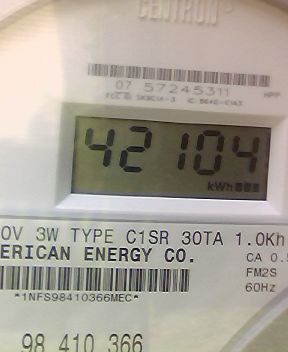 CENTRON
07 57245311
HPP
42104
kWh
0V 3W TYPE C1SR 30TA 1.0Kh
ERICAN ENERGY CO.
CA 0.5
FM2S
60Hz
*1NFS98410366MEC*
98 410 366